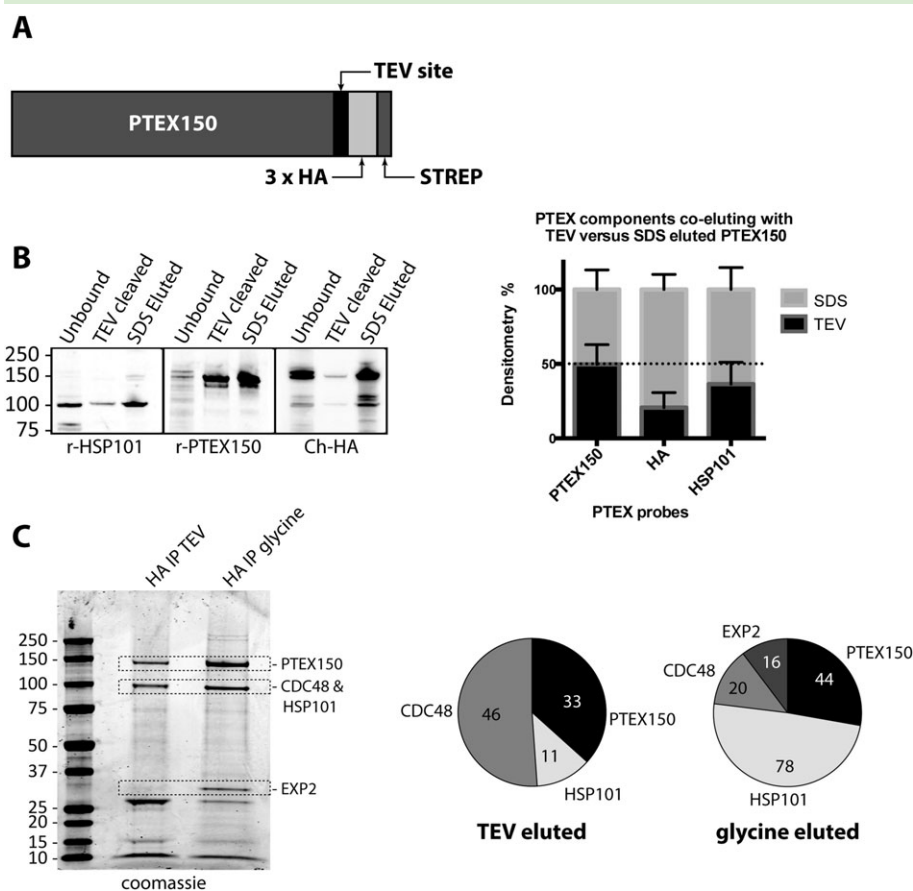 A
TEV site
PTEX150
3 x HA
STREP
B
Unbound
TEV cleaved
SDS Eluted
Unbound
TEV cleaved
SDS Eluted
Unbound
TEV cleaved
SDS Eluted
250
150
100
75
r-HSP101
r-PTEX150
Ch-HA
PTEX components co-eluting with
TEV versus SDS eluted PTEX150
Densitometry %
100
50
0
SDS
TEV
PTEX150
HA
HSP101
PTEX probes
C
HA IP TEV
HA IP glycine
250
150
100
75
50
37
25
20
15
10
PTEX150
CDC48 &
HSP101
EXP2
coomassie
CDC48
46
33
PTEX150
11
HSP101
TEV eluted
EXP2
16
PTEX150
44
CDC48
20
78
HSP101
glycine eluted